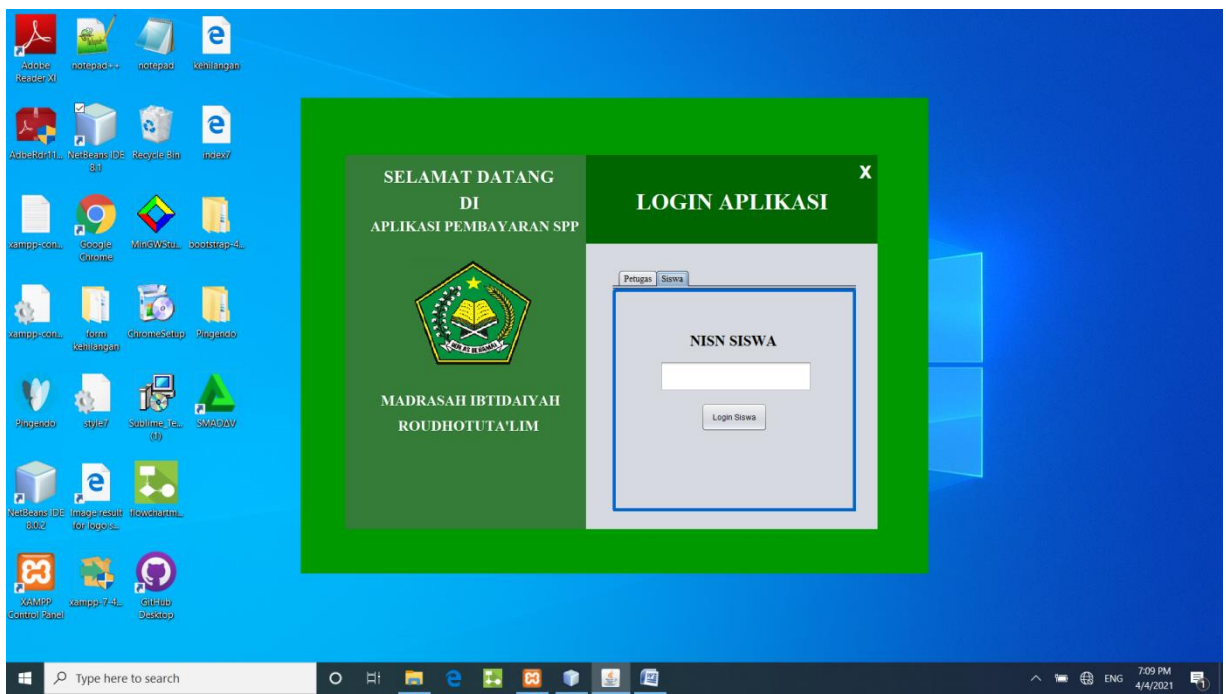 Adobe
Reader XI
notepad++
notepad
kehilangan
AdbeRdr11...
NetBeans IDE
8.1
Recycle Bin
index7
xampp-con...
Google
Chrome
MinGWStu...
bootstrap-4...
xampp-con...
form
kehilangan
ChromeSetup
Pingendo
Pingendo
style7
Sublime_Te...
(1)
SMADAV
NetBeans IDE
8.0.2
Image result
for logo s...
flowchartm...
XAMPP
Control Panel
xampp-7-4...
GitHub
Desktop
SELAMAT DATANG
DI
APLIKASI PEMBAYARAN SPP
MADRASAH IBTIDAIYAH
ROUDHOTUTA'LIM
X
LOGIN APLIKASI
Petugas
Siswa
NISN SISWA
Login Siswa
Type here to search
ENG
7:09 PM
4/4/2021
1